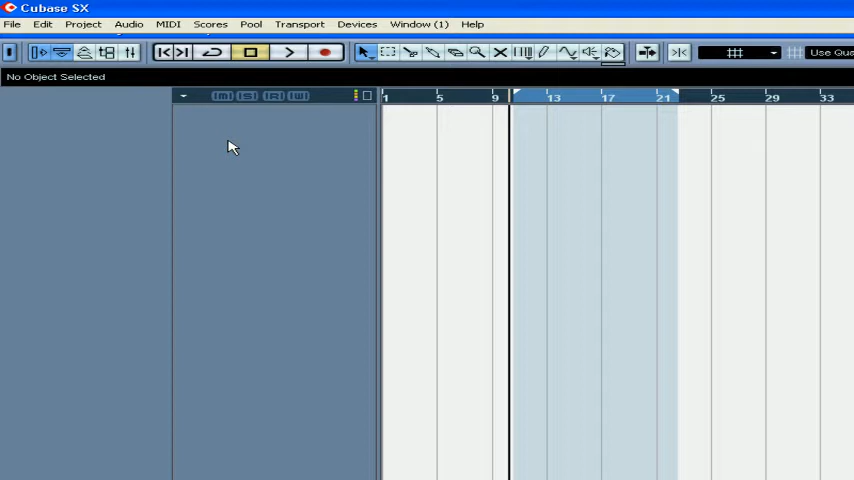 Cubase SX
File Edit Project Audio MIDI Scores Pool Transport Devices Window (1) Help
Use Qua
No Object Selected
M S R W
1 5 9 13 17 21 25 29 33